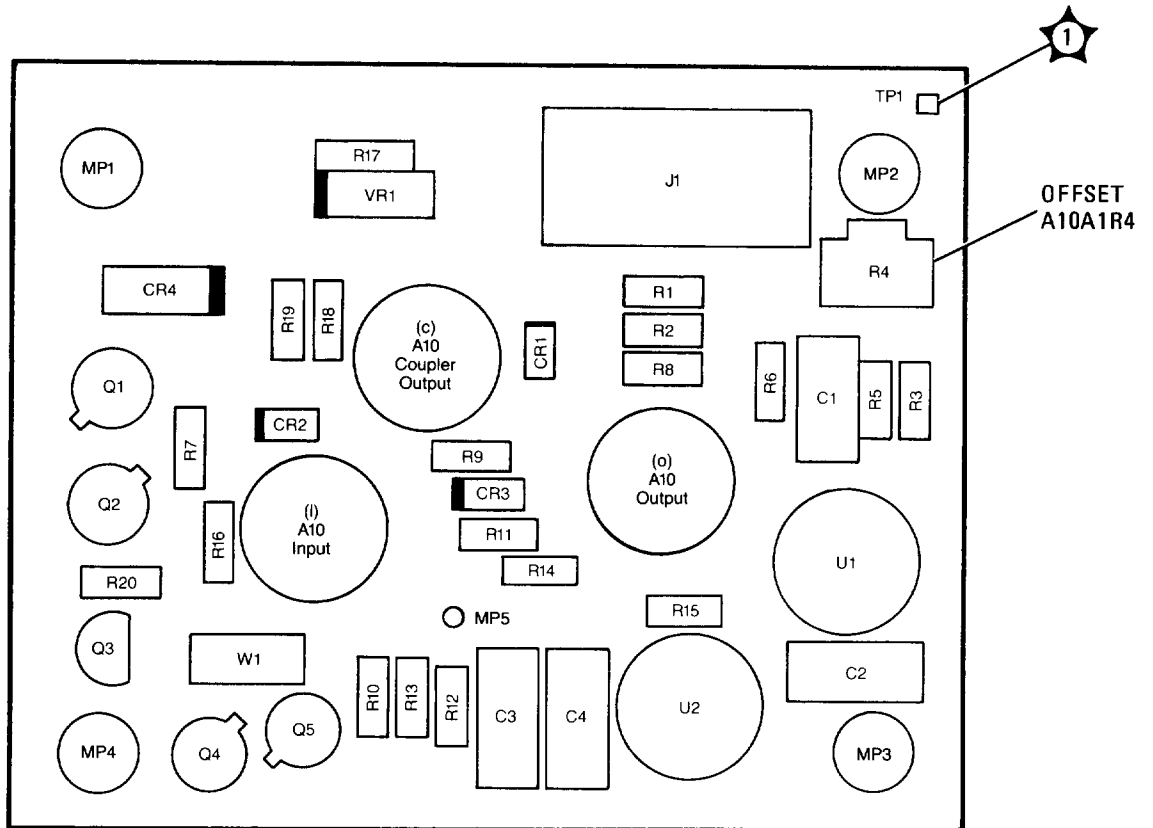 1
TP1
MP1
R17
VR1
J1
MP2
OFFSET
A10A1R4
R4
CR4
R19
R18
(c)
A10
Coupler
Output
CR1
R1
R2
R8
R6
C1
R5
R3
Q1
R7
CR2
R9
CR3
R11
R14
(o)
A10
Output
Q2
R16
(I)
A10
Input
U1
R20
MP5
R15
Q3
W1
R10
R13
R12
C3
C4
U2
C2
MP4
Q4
Q5
MP3